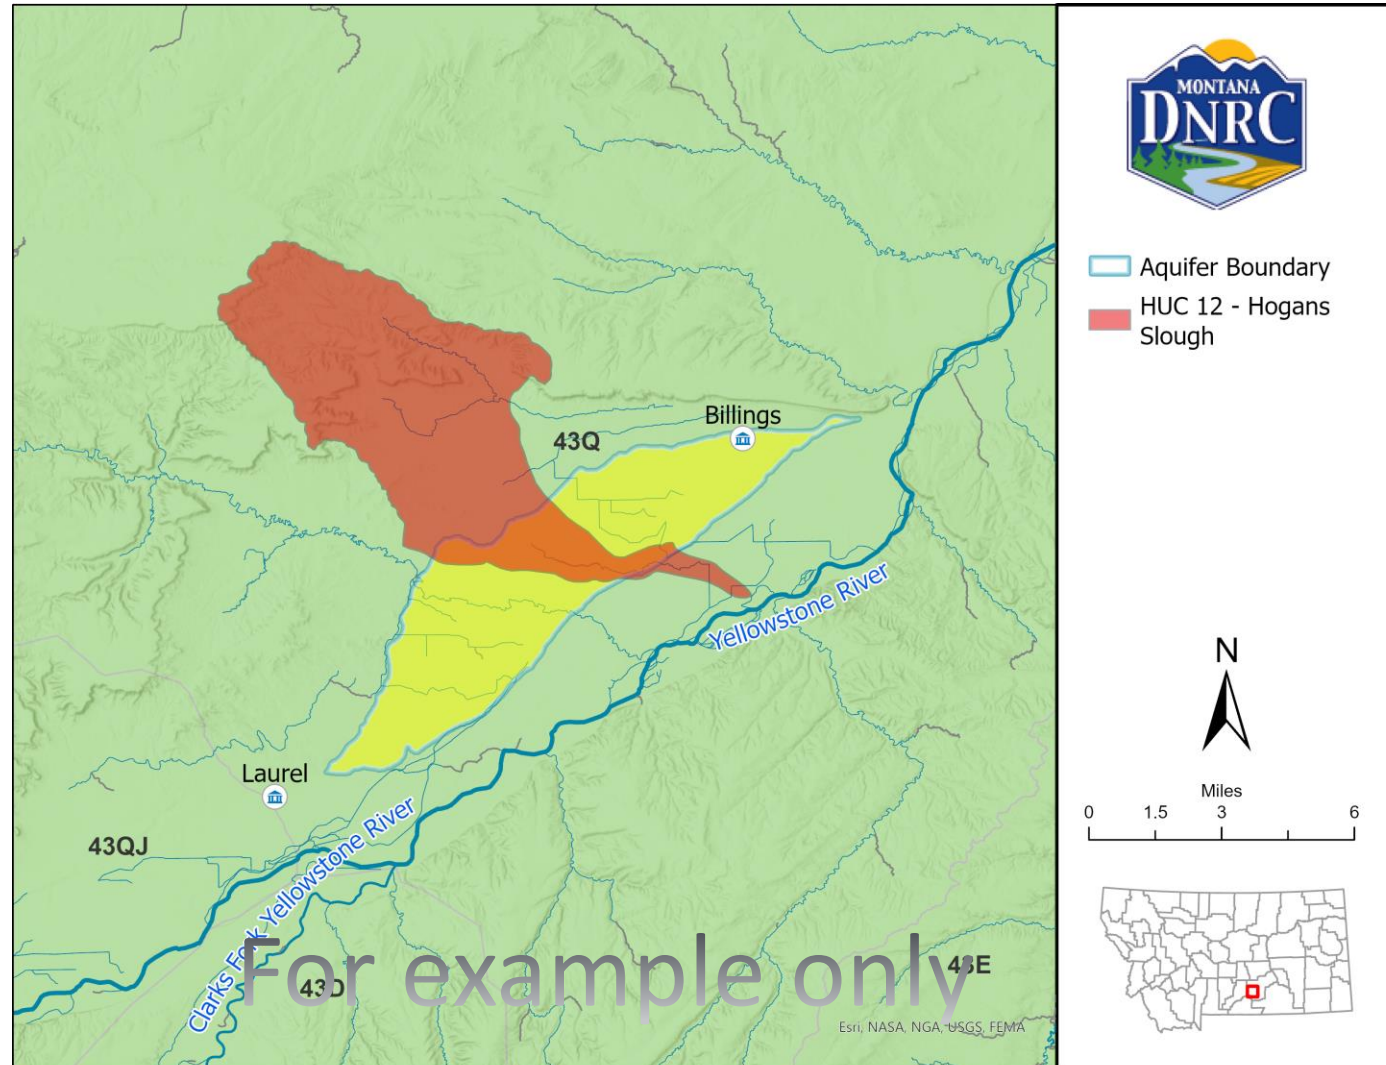 MONTANA
DNRC
Aquifer Boundary
HUC 12 - Hogans
Slough
Billings
43Q
Yellowstone River
Laurel
43QJ
Clarks Fork Yellowstone River
43D
43E
For example only
Esri, NASA, NGA, USGS, FEMA
N
Miles
0 1.5 3 6